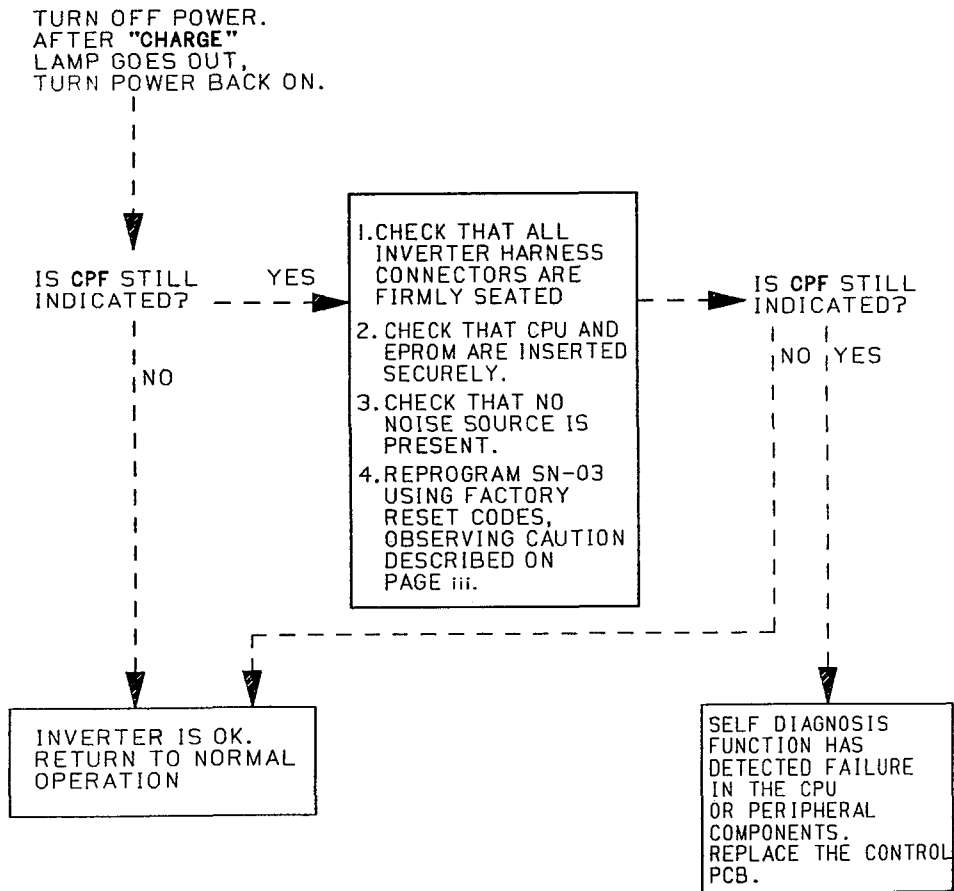 TURN OFF POWER.
AFTER "CHARGE"
LAMP GOES OUT,
TURN POWER BACK ON.
IS CPF STILL
INDICATED?
YES
NO
1.CHECK THAT ALL
INVERTER HARNESS
CONNECTORS ARE
FIRMLY SEATED
2.CHECK THAT CPU AND
EPROM ARE INSERTED
SECURELY.
3.CHECK THAT NO
NOISE SOURCE IS
PRESENT.
4.REPROGRAM SN-03
USING FACTORY
RESET CODES,
OBSERVING CAUTION
DESCRIBED ON
PAGE iii.
IS CPF STILL
INDICATED?
NO
YES
INVERTER IS OK.
RETURN TO NORMAL
OPERATION
SELF DIAGNOSIS
FUNCTION HAS
DETECTED FAILURE
IN THE CPU
OR PERIPHERAL
COMPONENTS.
REPLACE THE CONTROL
PCB.